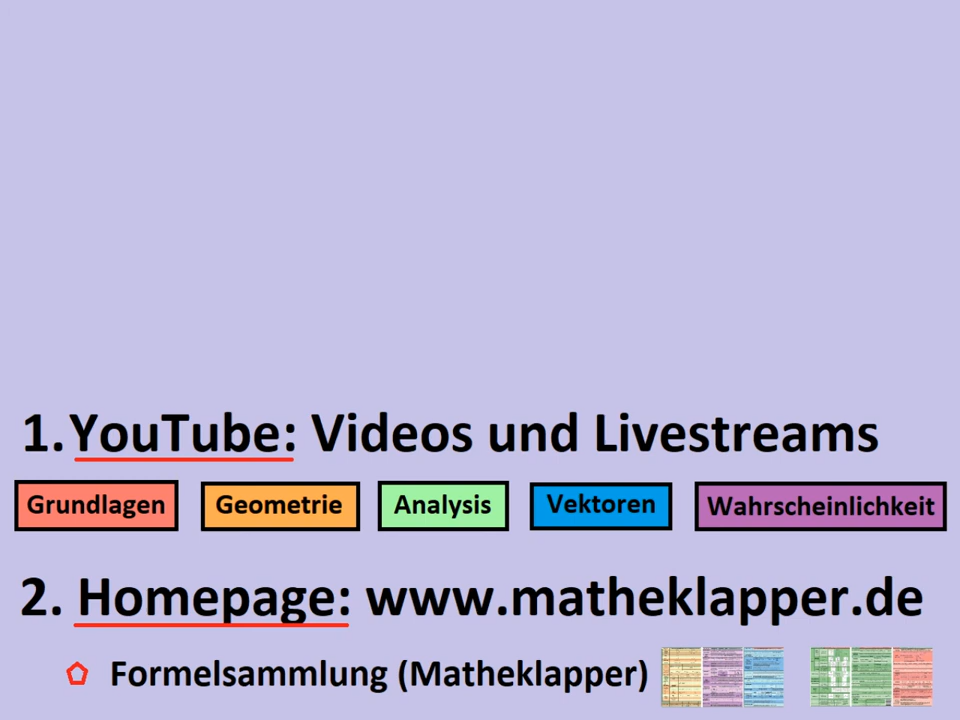 1. YouTube: Videos und Livestreams
Grundlagen Geometrie Analysis Vektoren Wahrscheinlichkeit
2. Homepage: www.matheklapper.de
Formelsammlung (Matheklapper)